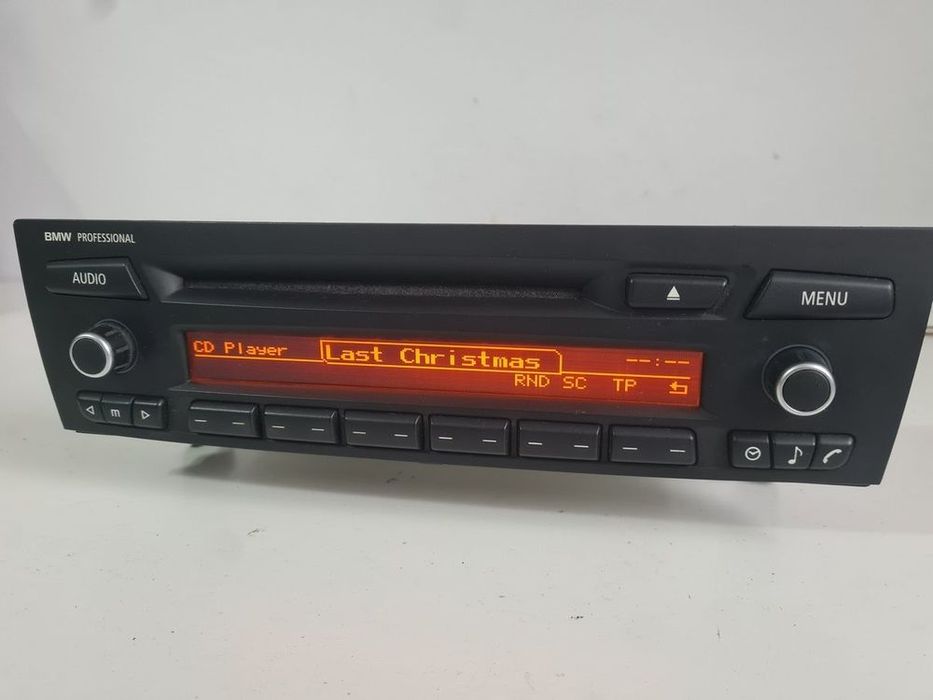 BMW PROFESSIONAL
AUDIO
MENU
CD Player Last Christmas --:--
RND SC TP
m